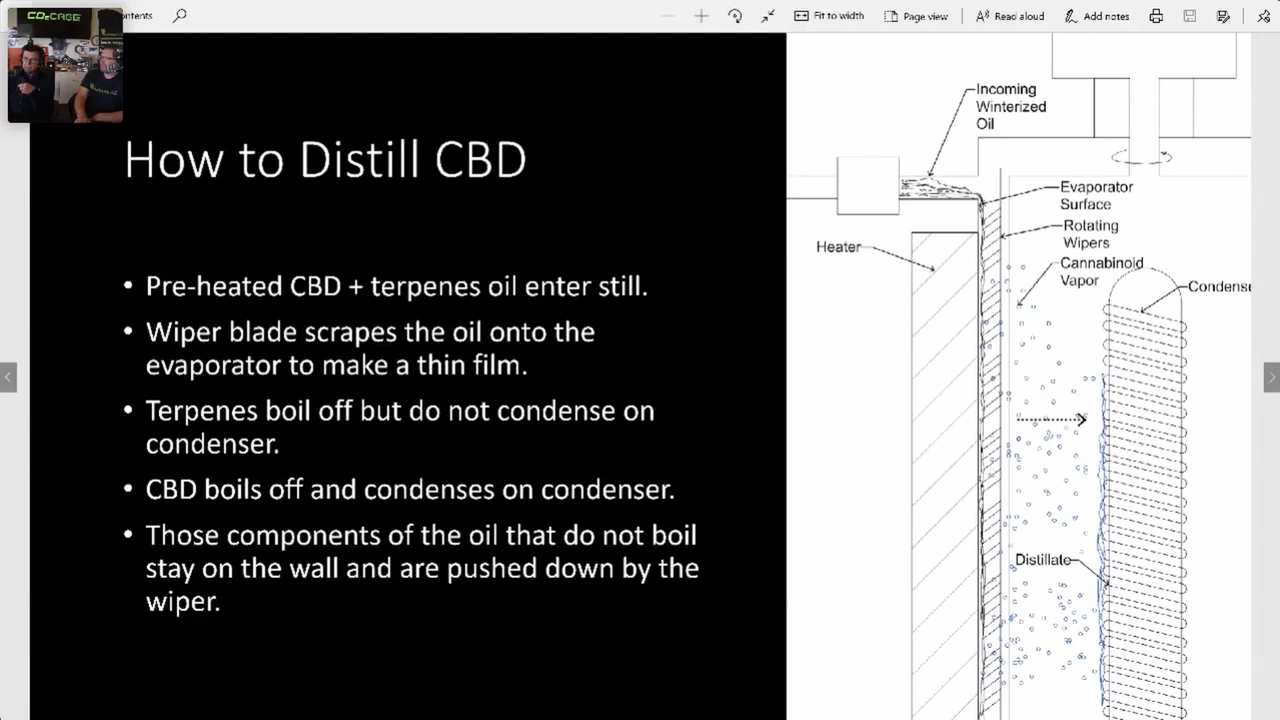 CO₂CAGE
ntents
Fit to width
Page view
Read aloud
Add notes
How to Distill CBD
• Pre-heated CBD + terpenes oil enter still.
• Wiper blade scrapes the oil onto the
evaporator to make a thin film.
• Terpenes boil off but do not condense on
condenser.
• CBD boils off and condenses on condenser.
• Those components of the oil that do not boil
stay on the wall and are pushed down by the
wiper.
Incoming
Winterized
Oil
Evaporator
Surface
Rotating
Wipers
Heater
Cannabinoid
Vapor
Condense
Distillate